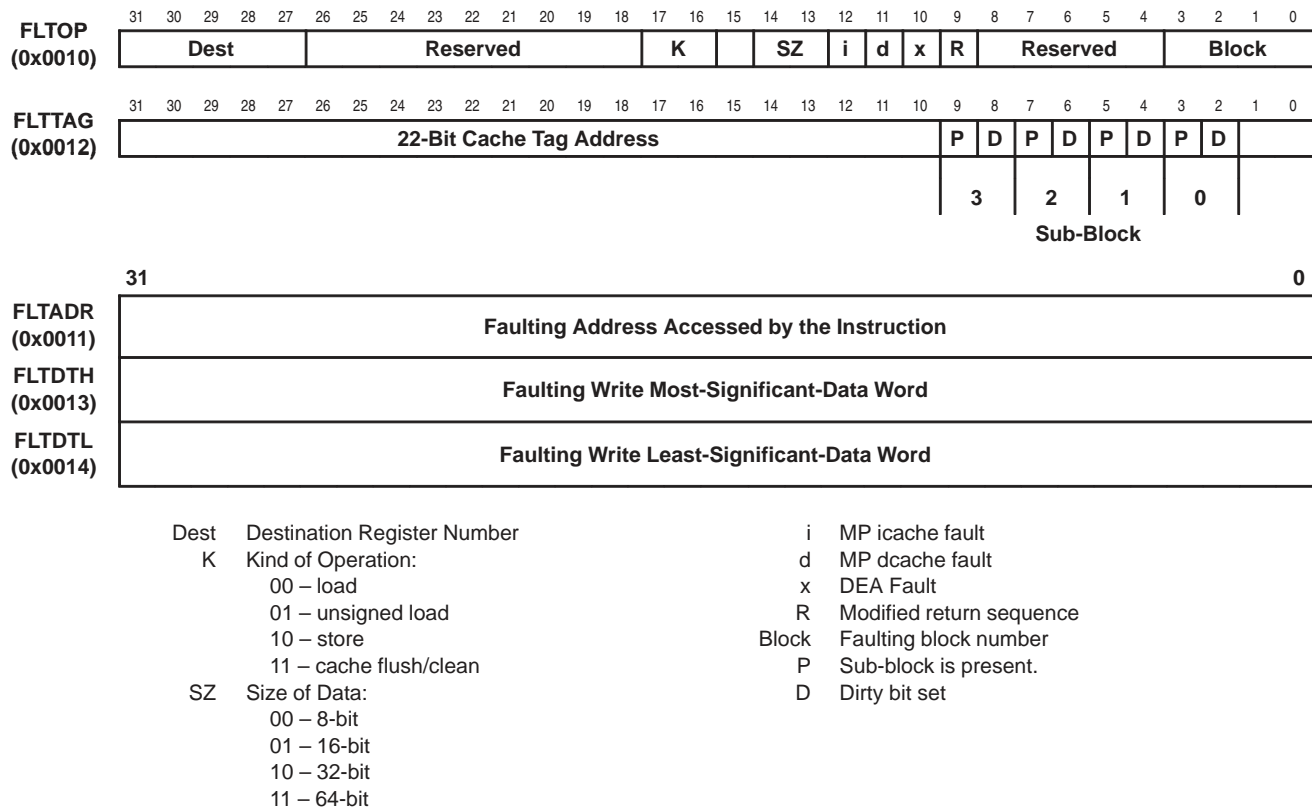 31 30 29 28 27 26 25 24 23 22 21 20 19 18 17 16 15 14 13 12 11 10 9 8 7 6 5 4 3 2 1 0
FLTOP
(0x0010)
Dest Reserved K SZ i d x R Reserved Block
31 30 29 28 27 26 25 24 23 22 21 20 19 18 17 16 15 14 13 12 11 10 9 8 7 6 5 4 3 2 1 0
FLTTAG
(0x0012)
22-Bit Cache Tag Address P D P D P D P D
3 2 1 0
Sub-Block
31 0
FLTADR
(0x0011)
Faulting Address Accessed by the Instruction
FLTDTH
(0x0013)
Faulting Write Most-Significant-Data Word
FLTDTL
(0x0014)
Faulting Write Least-Significant-Data Word
Dest Destination Register Number
K Kind of Operation:
00 – load
01 – unsigned load
10 – store
11 – cache flush/clean
SZ Size of Data:
00 – 8-bit
01 – 16-bit
10 – 32-bit
11 – 64-bit
i MP icache fault
d MP dcache fault
x DEA Fault
R Modified return sequence
Block Faulting block number
P Sub-block is present.
D Dirty bit set